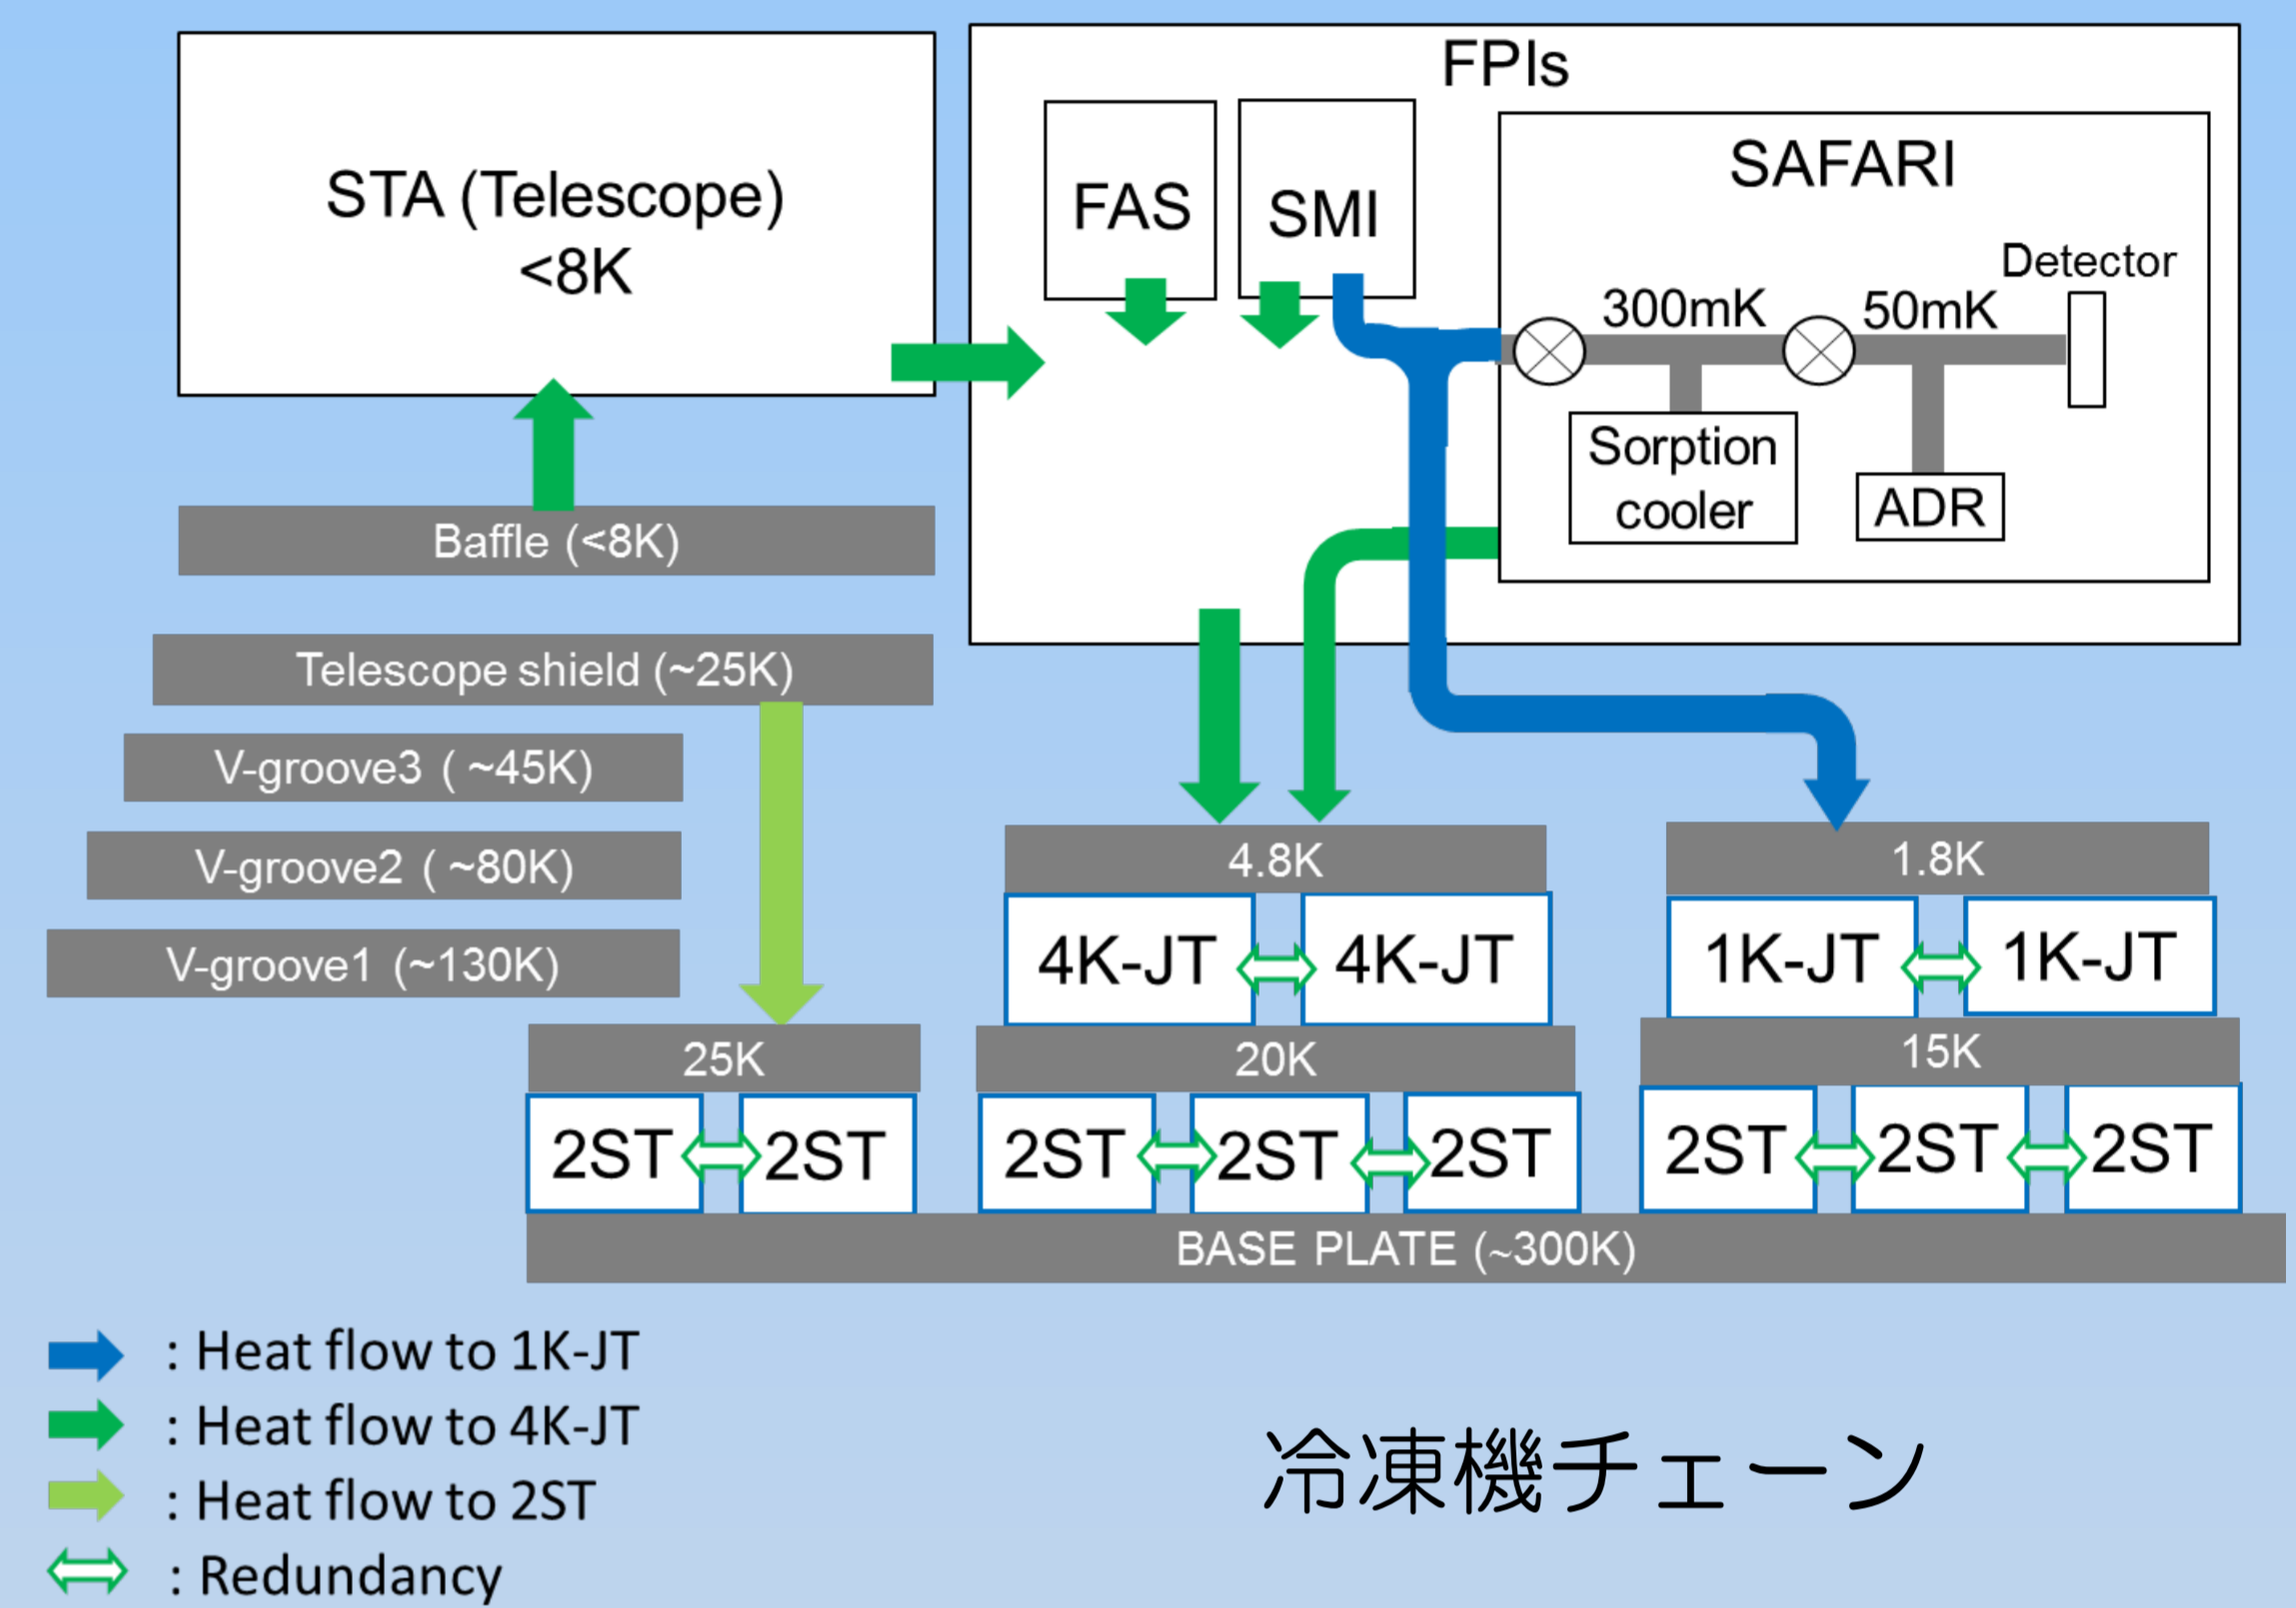 STA (Telescope)
<8K
FPIs
FAS
SMI
SAFARI
Detector
300mK
50mK
Sorption
cooler
ADR
Baffle (<8K)
Telescope shield (~25K)
V-groove3 ( ~45K)
V-groove2 ( ~80K)
V-groove1 (~130K)
4.8K
1.8K
4K-JT
4K-JT
1K-JT
1K-JT
25K
20K
15K
2ST
2ST
2ST
2ST
2ST
2ST
2ST
2ST
BASE PLATE (~300K)
: Heat flow to 1K-JT
: Heat flow to 4K-JT
: Heat flow to 2ST
: Redundancy
冷凍機チェーン